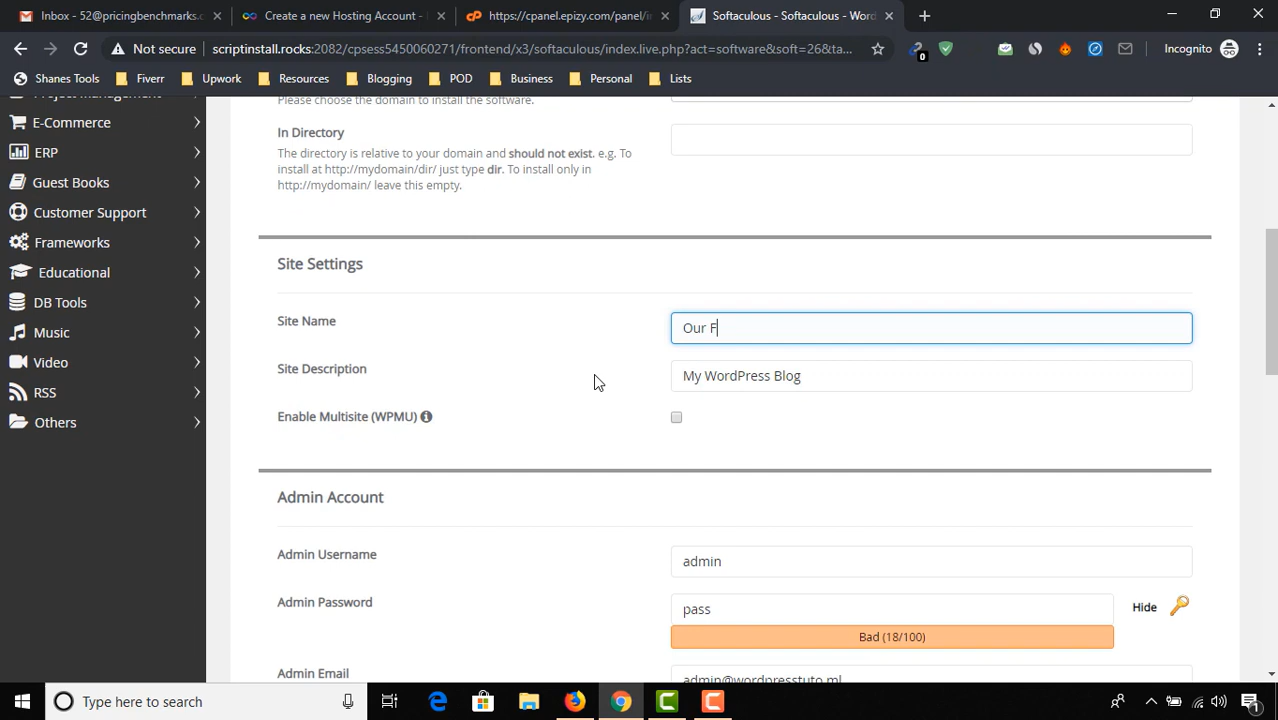 Inbox - 52@pricingbenchmarks.c
Create a new Hosting Account -
https://cpanel.epizy.com/panel/in
Softaculous - Softaculous - Word
Not secure
scriptinstall.rocks:2082/cpsess5450060271/frontend/x3/softaculous/index.live.php?act=software&soft=26&ta...
0
Incognito
Shanes Tools
Fiverr
Upwork
Resources
Blogging
POD
Business
Personal
Lists
Project Management
E-Commerce
ERP
Guest Books
Customer Support
Frameworks
Educational
DB Tools
Music
Video
RSS
Others
Please choose the domain to install the software.
In Directory
The directory is relative to your domain and should not exist. e.g. To
install at http://mydomain/dir/ just type dir. To install only in
http://mydomain/ leave this empty.
Site Settings
Site Name
Our F
Site Description
My WordPress Blog
Enable Multisite (WPMU)
Admin Account
Admin Username
admin
Admin Password
pass
Hide
Bad (18/100)
Admin Email
admin@wordpresstuto.ml
Type here to search
1